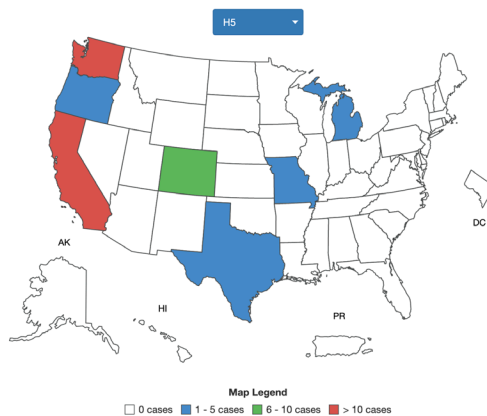 H5
DC
AK
HI
PR
Map Legend
0 cases 1 - 5 cases 6 - 10 cases > 10 cases